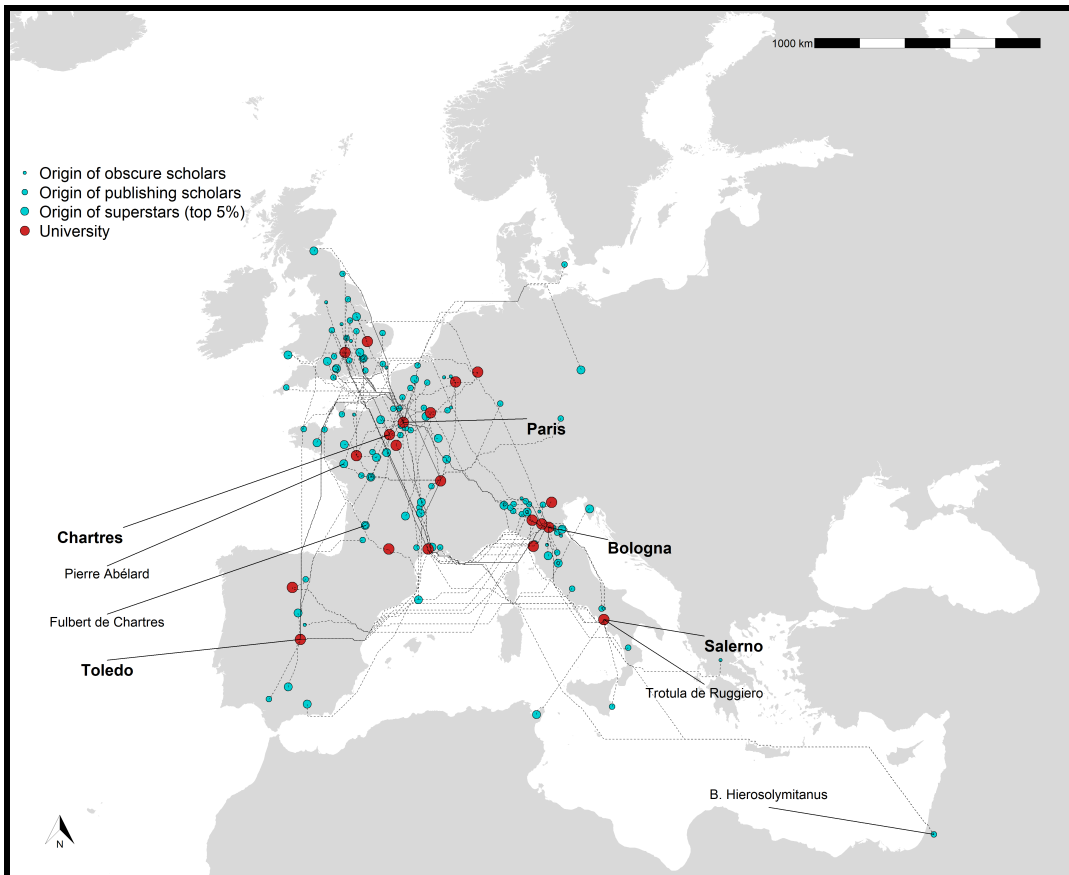 1000 km
Origin of obscure scholars
Origin of publishing scholars
Origin of superstars (top 5%)
University
Paris
Chartres
Bologna
Pierre Abélard
Fulbert de Chartres
Salerno
Toledo
Trotula de Ruggiero
B. Hierosolymitanus
N